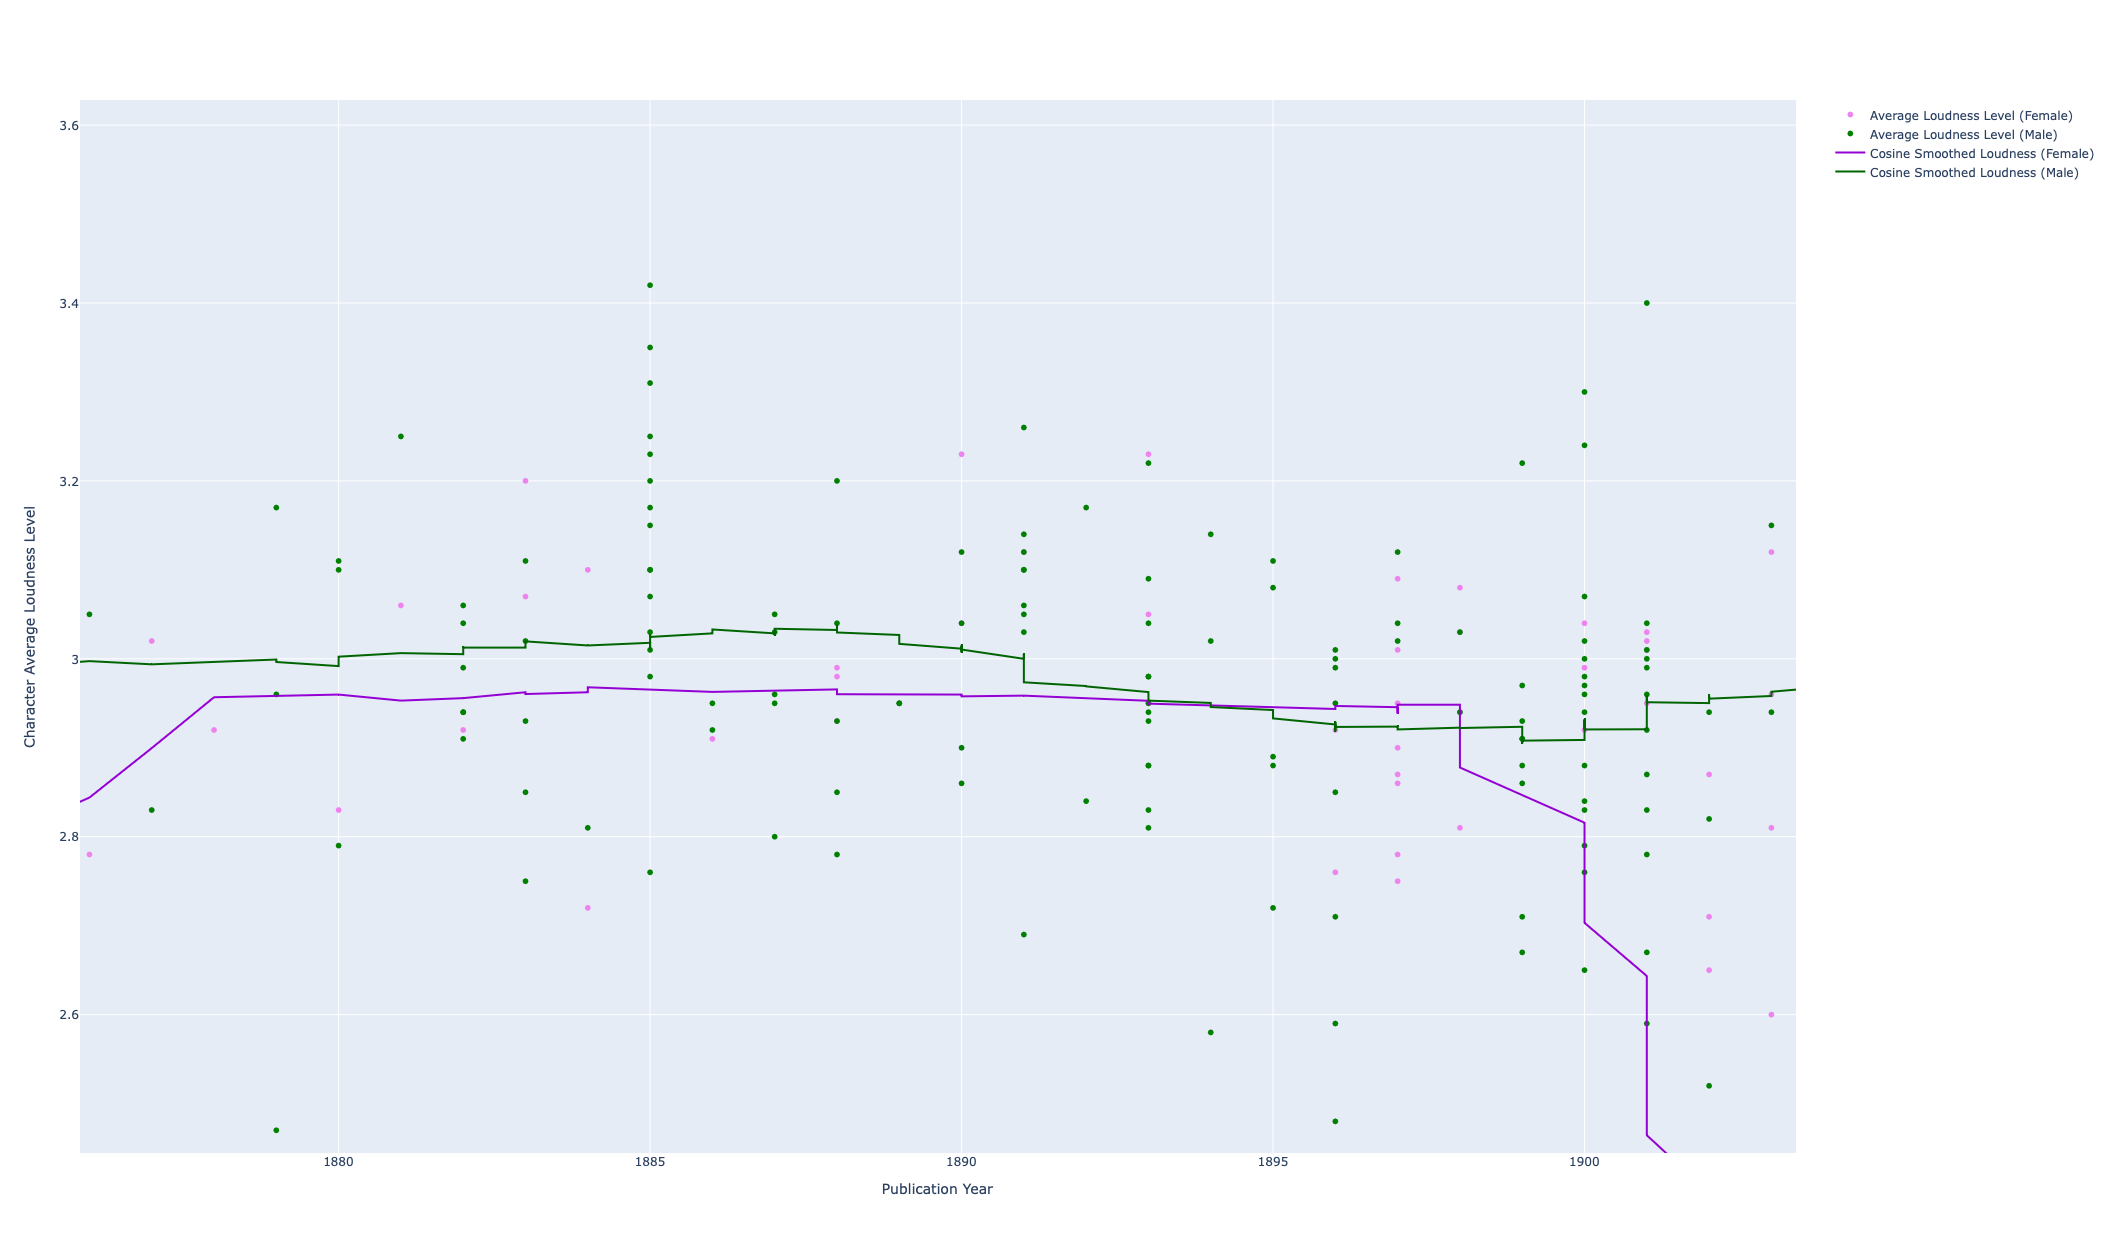 Average Loudness Level (Female)
Average Loudness Level (Male)
Cosine Smoothed Loudness (Female)
Cosine Smoothed Loudness (Male)
Character Average Loudness Level
3.6
3.4
3.2
3
2.8
2.6
1880
1885
1890
1895
1900
Publication Year